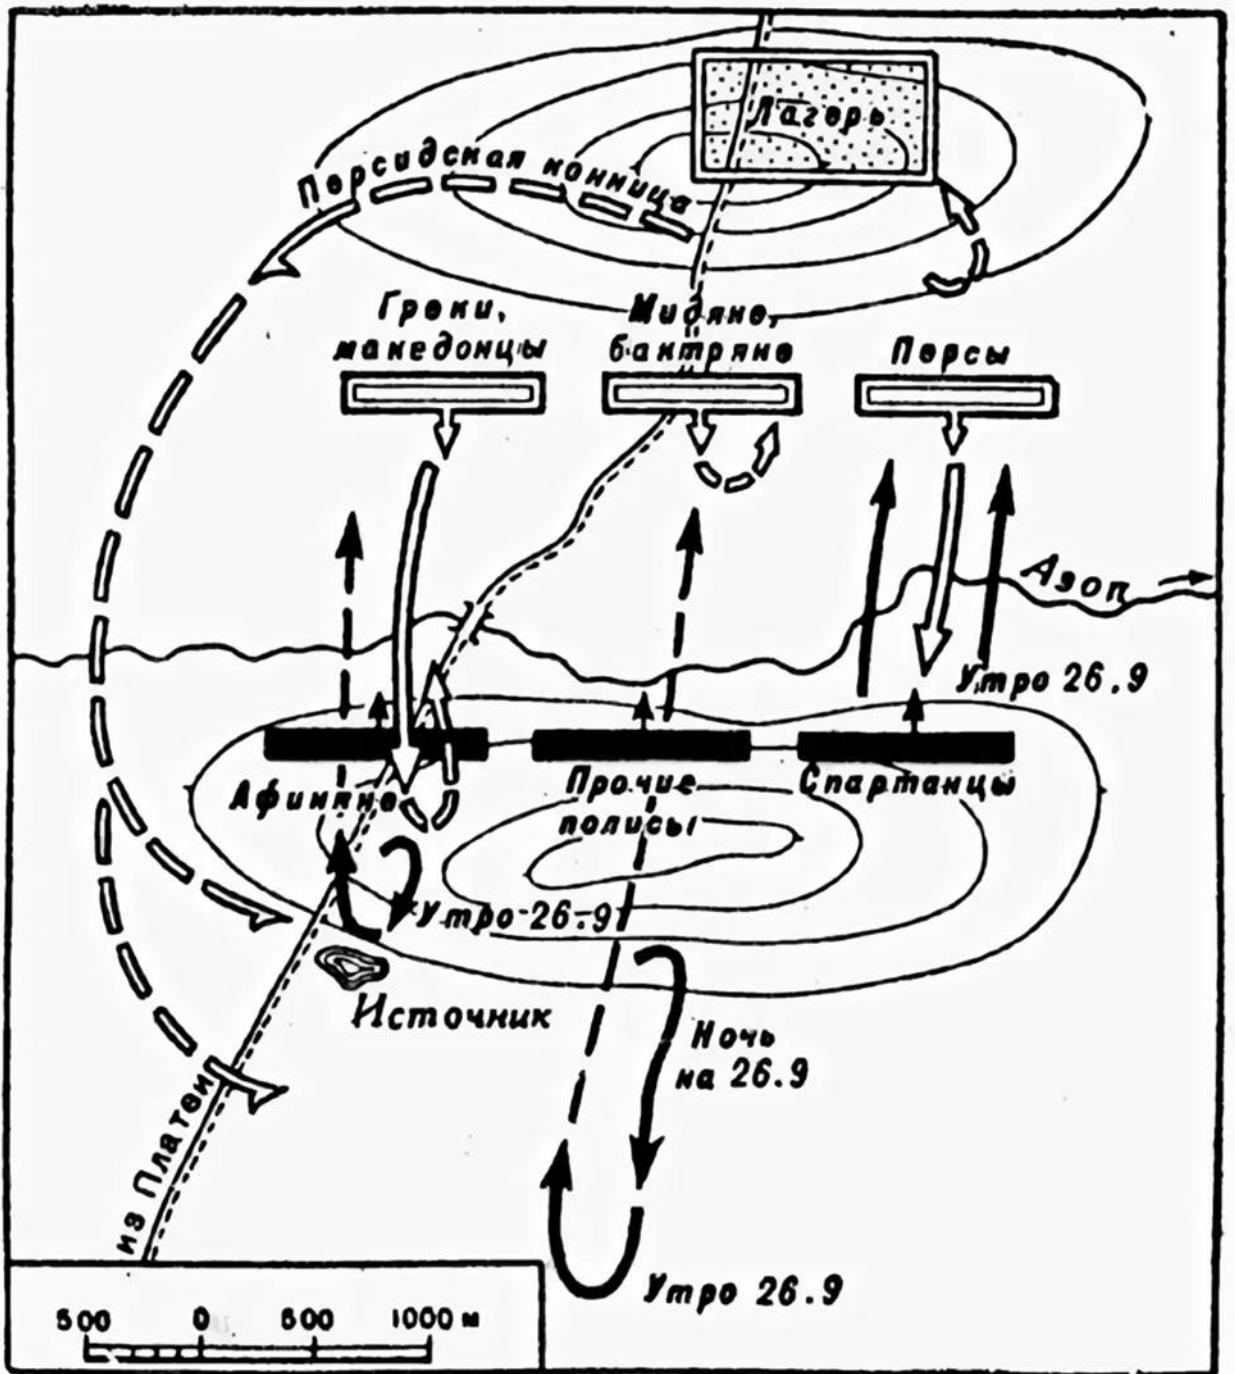 Лагерь
Персидская конница
Греки,
македонцы
Мидяне,
бактряне
Персы
Азоп
Утро 26.9
Афиняне
Прочие
полисы
Спартанцы
Утро 26.9
Источник
Ночь
на 26.9
из Платеи
Утро 26.9
500 0 500 1000 м